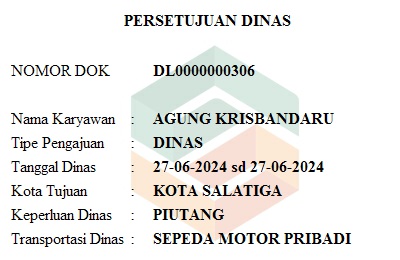 PERSETUJUAN DINAS
NOMOR DOK DL0000000306
Nama Karyawan : AGUNG KRISBANDARU
Tipe Pengajuan : DINAS
Tanggal Dinas : 27-06-2024 sd 27-06-2024
Kota Tujuan : KOTA SALATIGA
Keperluan Dinas : PIUTANG
Transportasi Dinas : SEPEDA MOTOR PRIBADI